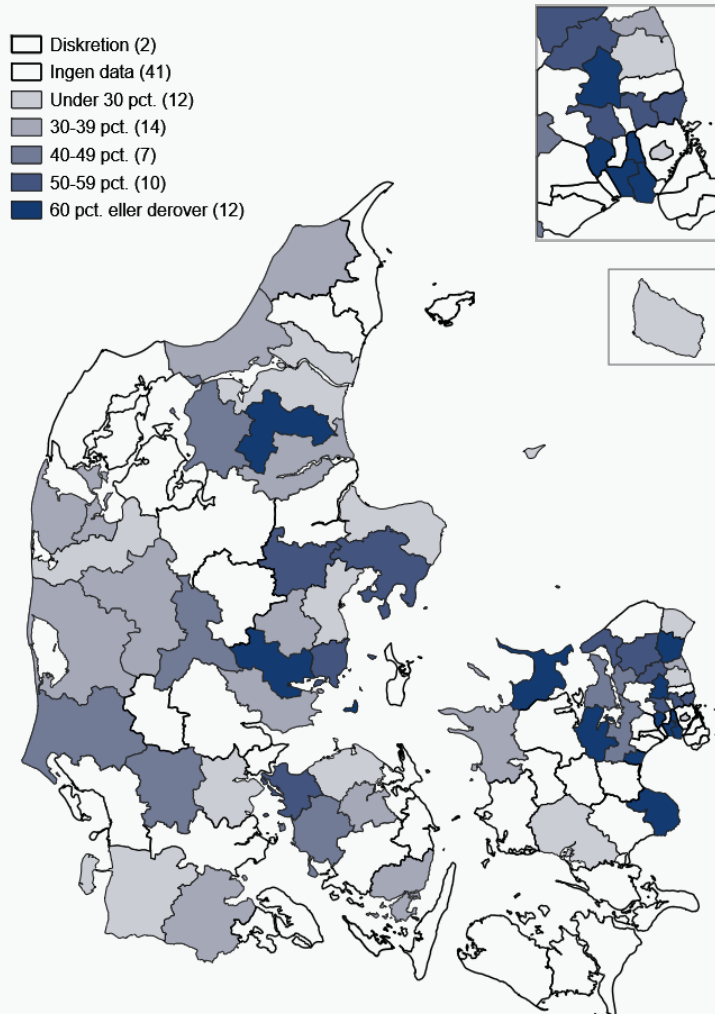 Diskretion (2)
Ingen data (41)
Under 30 pct. (12)
30-39 pct. (14)
40-49 pct. (7)
50-59 pct. (10)
60 pct. eller derover (12)